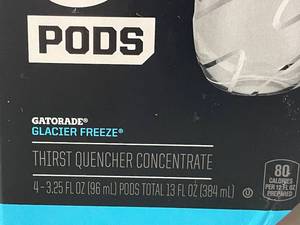 PODS
GATORADE®
GLACIER FREEZE®
THIRST QUENCHER CONCENTRATE
4 – 3.25 FL OZ (96 mL) PODS TOTAL 13 FL OZ (384 mL)
U
80
CALORIES
PER 12 FL OZ
PREPARED